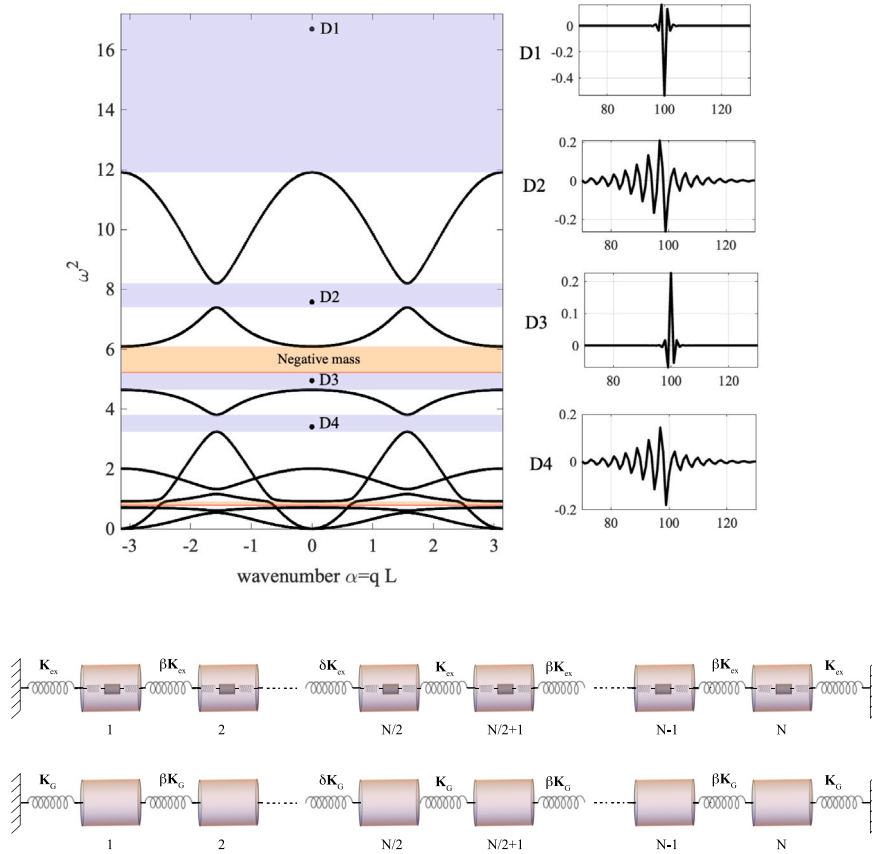 D1
16
14
12
10
8
6
4
2
0
ω²
D2
Negative mass
D3
D4
-3 -2 -1 0 1 2 3
wavenumber α=q L
D1
0
-0.2
-0.4
80 100 120
D2
0.2
0
-0.2
80 100 120
D3
0.2
0.1
0
80 100 120
D4
0.2
0
-0.2
80 100 120
K_ex βK_ex δK_ex K_ex βK_ex βK_ex K_ex
1 2 N/2 N/2+1 N-1 N
K_G βK_G δK_G K_G βK_G βK_G K_G
1 2 N/2 N/2+1 N-1 N